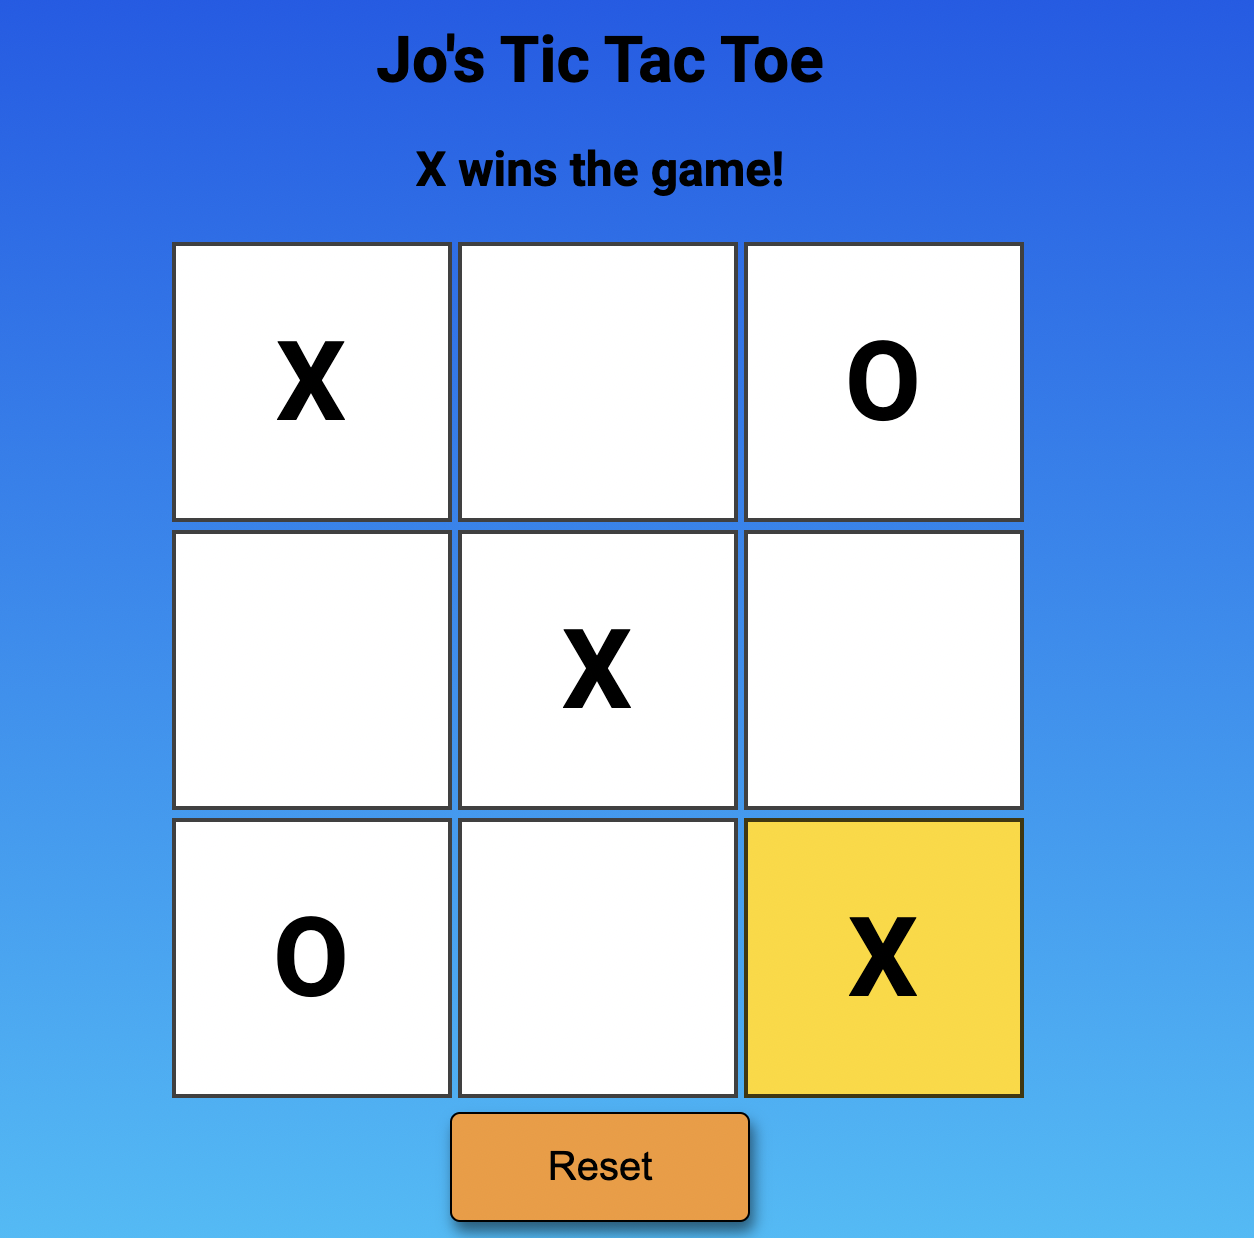 Jo's Tic Tac Toe
X wins the game!
X O
X
O X
Reset